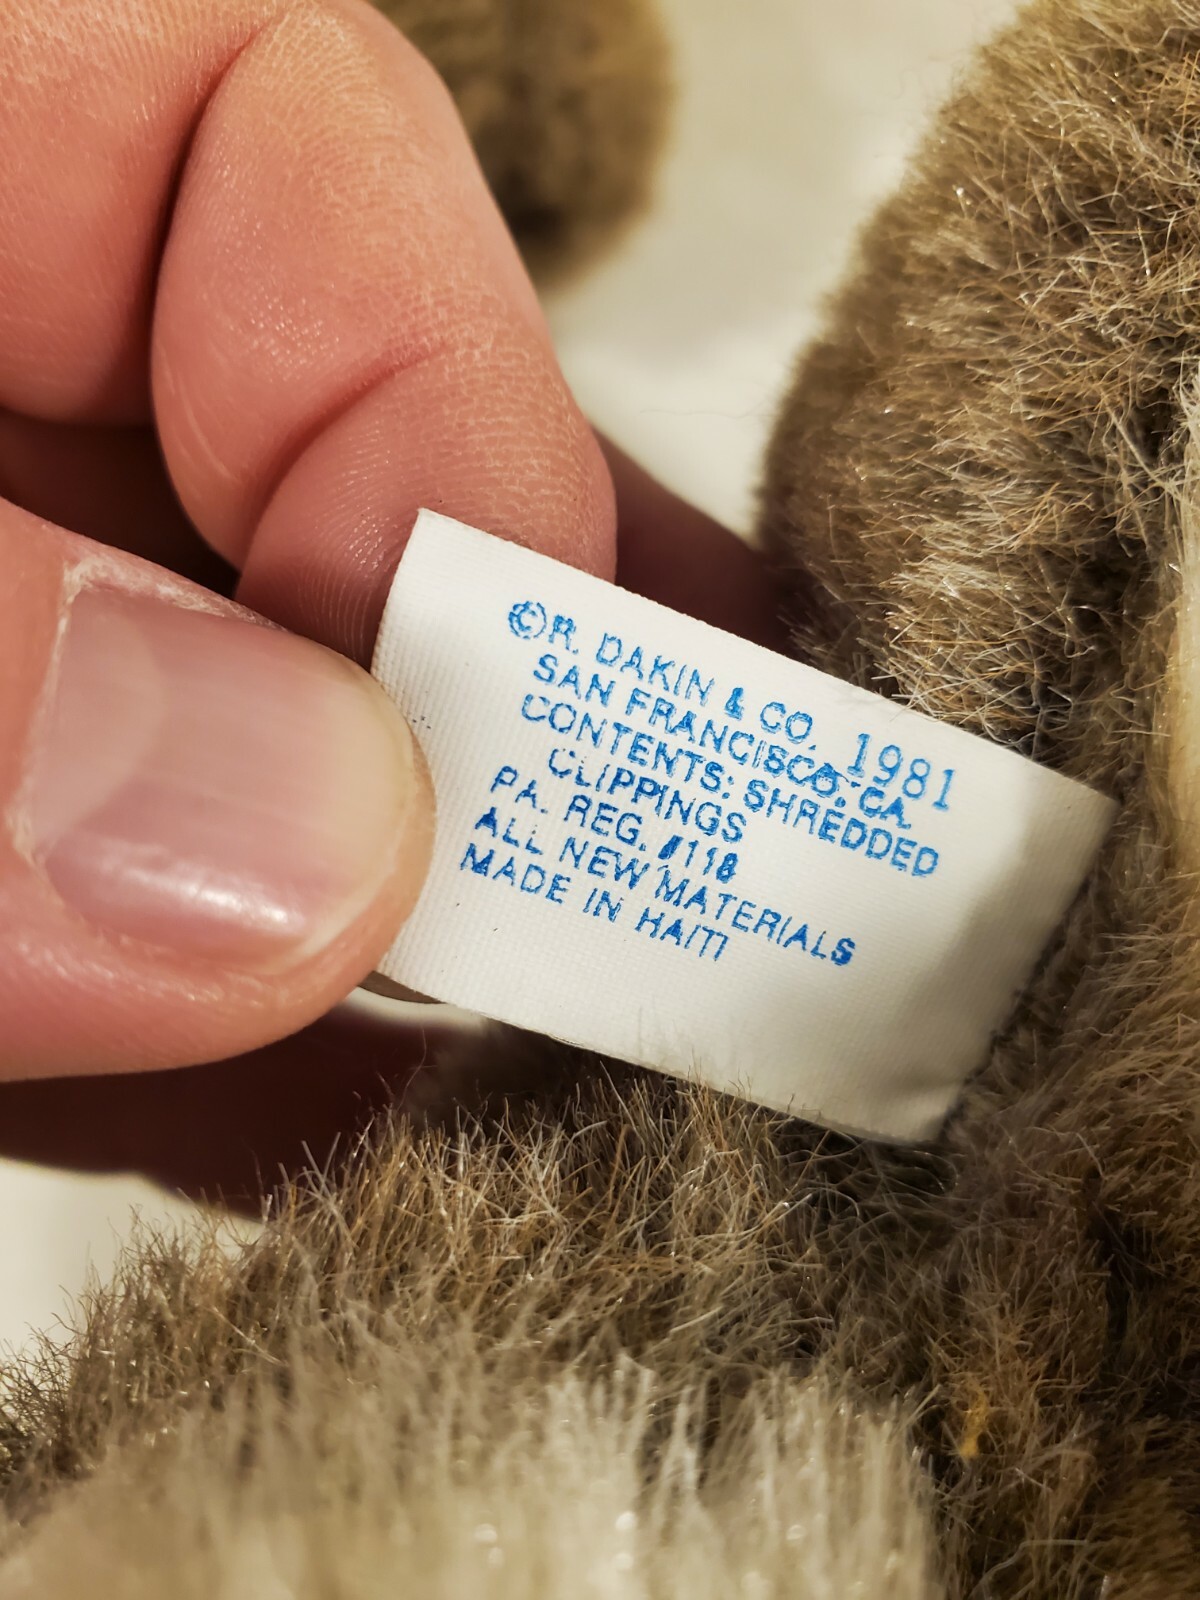 ©R. DAKIN & CO. 1981
SAN FRANCISCO, CA.
CONTENTS: SHREDDED
CLIPPINGS
PA. REG. #118
ALL NEW MATERIALS
MADE IN HAITI